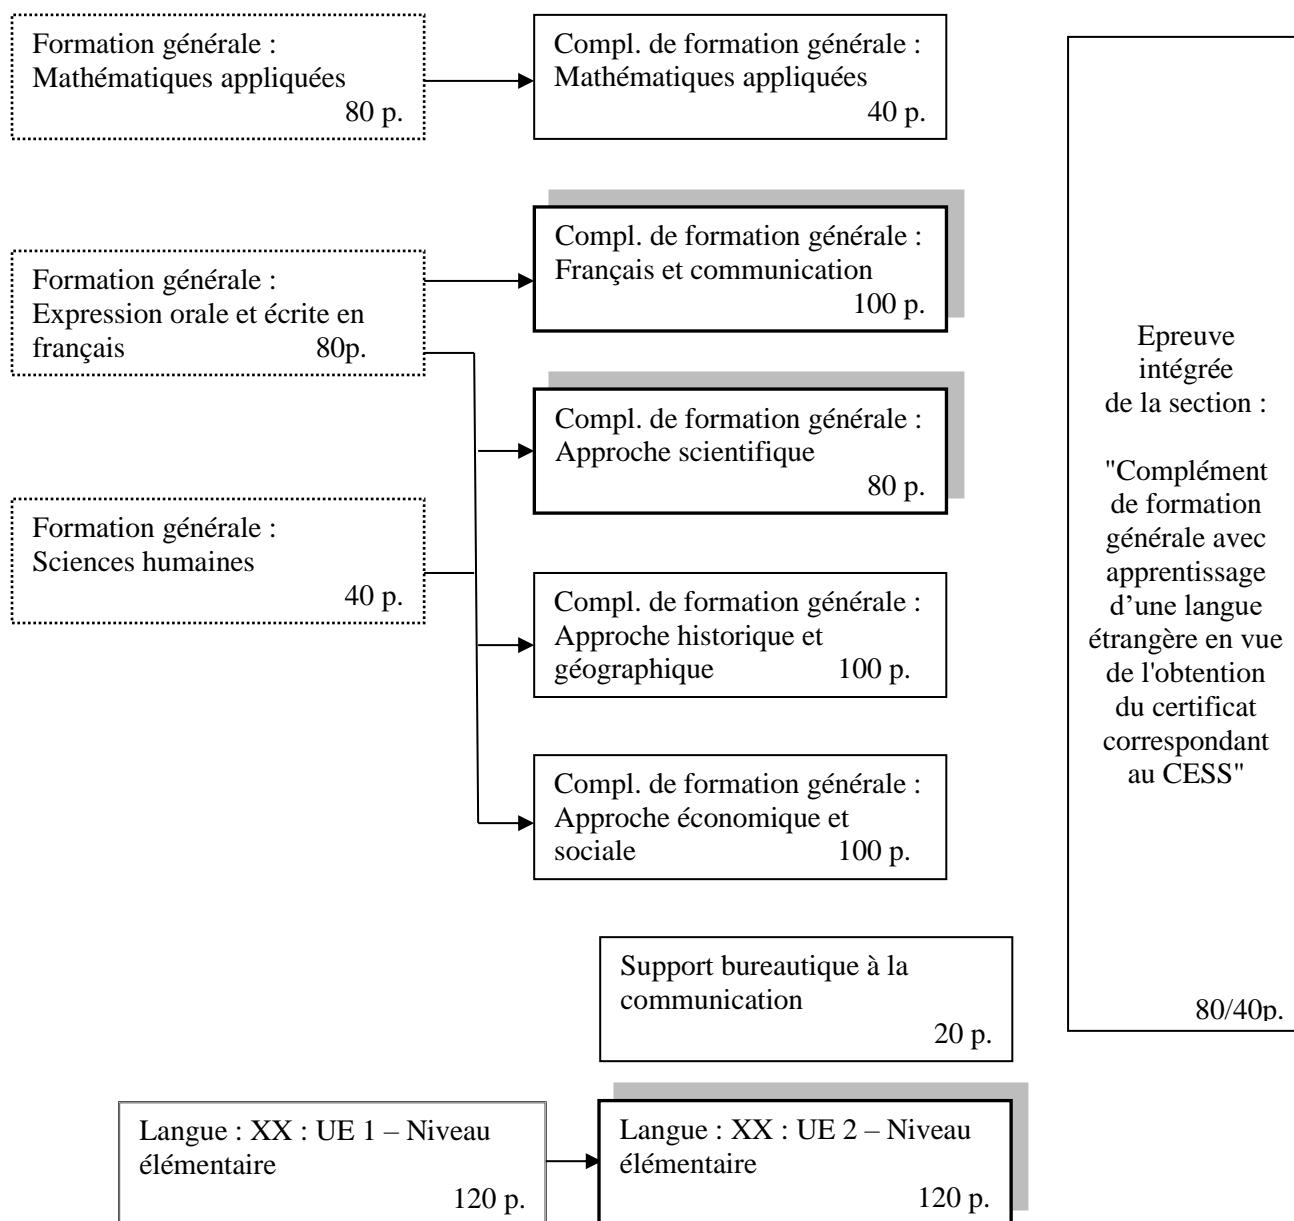 Formation générale :
Mathématiques appliquées
80 p.
Compl. de formation générale :
Mathématiques appliquées
40 p.
Formation générale :
Expression orale et écrite en
français 80p.
Compl. de formation générale :
Français et communication
100 p.
Compl. de formation générale :
Approche scientifique
80 p.
Formation générale :
Sciences humaines
40 p.
Compl. de formation générale :
Approche historique et
géographique 100 p.
Compl. de formation générale :
Approche économique et
sociale 100 p.
Support bureautique à la
communication
20 p.
Langue : XX : UE 1 – Niveau
élémentaire
120 p.
Langue : XX : UE 2 – Niveau
élémentaire
120 p.
Epreuve
intégrée
de la section :
"Complément
de formation
générale avec
apprentissage
d’une langue
étrangère en vue
de l'obtention
du certificat
correspondant
au CESS"
80/40p.